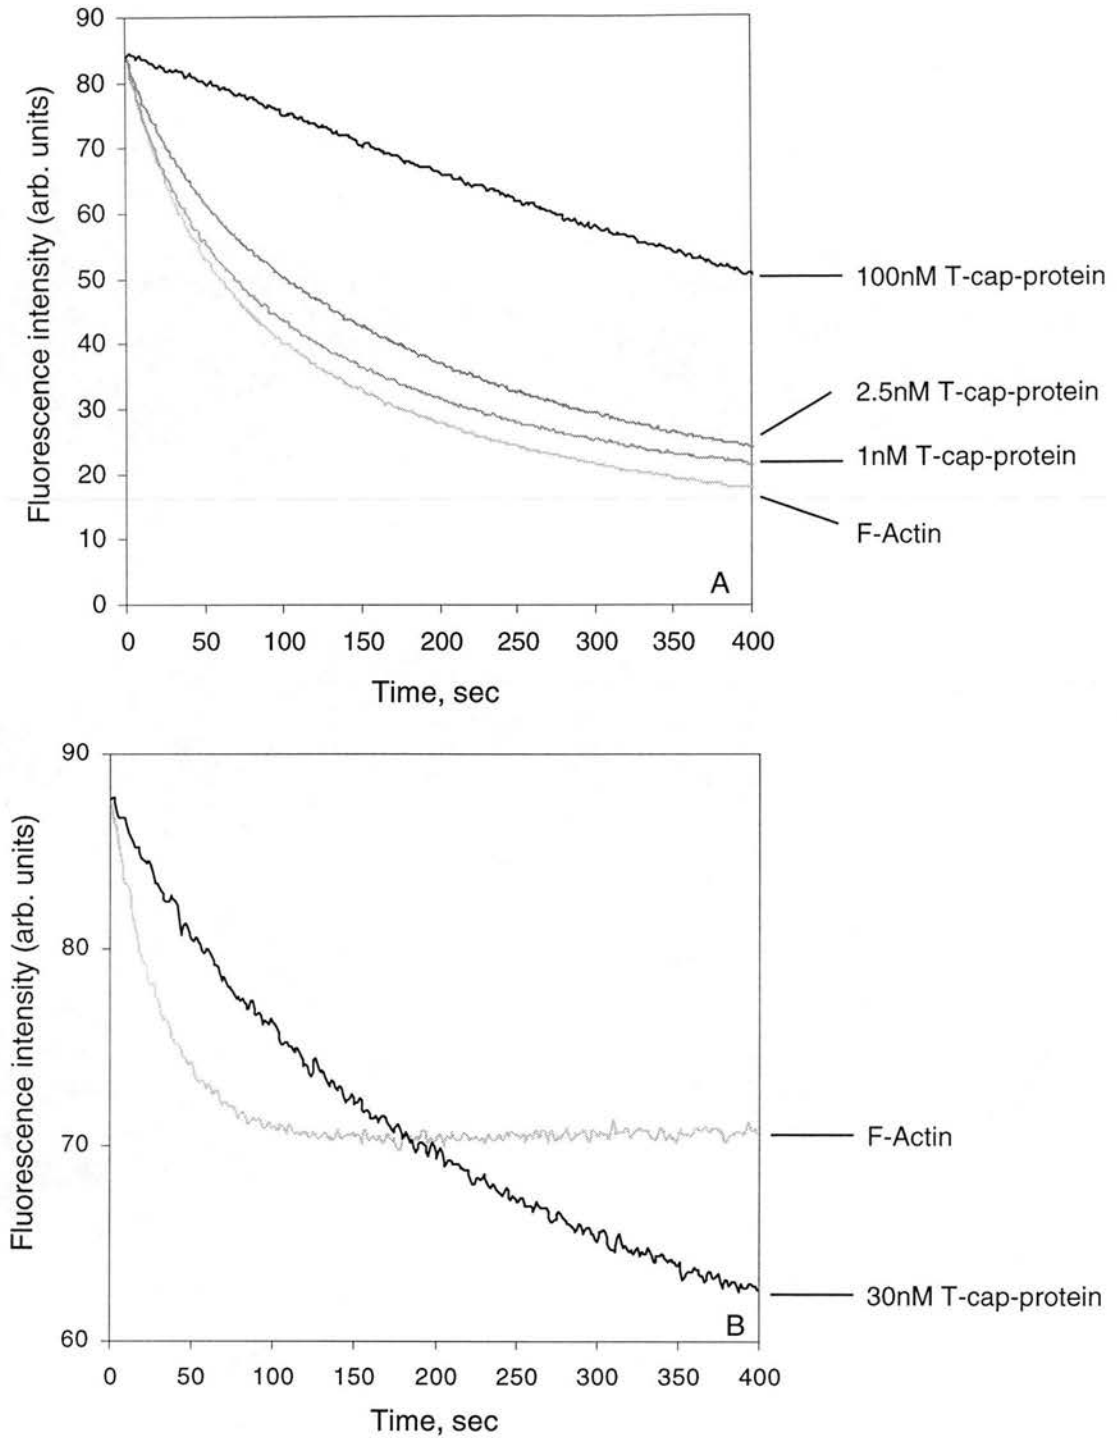 90
80
70
60
50
40
30
20
10
0
Fluorescence intensity (arb. units)
100nM T-cap-protein
2.5nM T-cap-protein
1nM T-cap-protein
F-Actin
A
0 50 100 150 200 250 300 350 400
Time, sec
90
80
70
60
Fluorescence intensity (arb. units)
F-Actin
30nM T-cap-protein
B
0 50 100 150 200 250 300 350 400
Time, sec